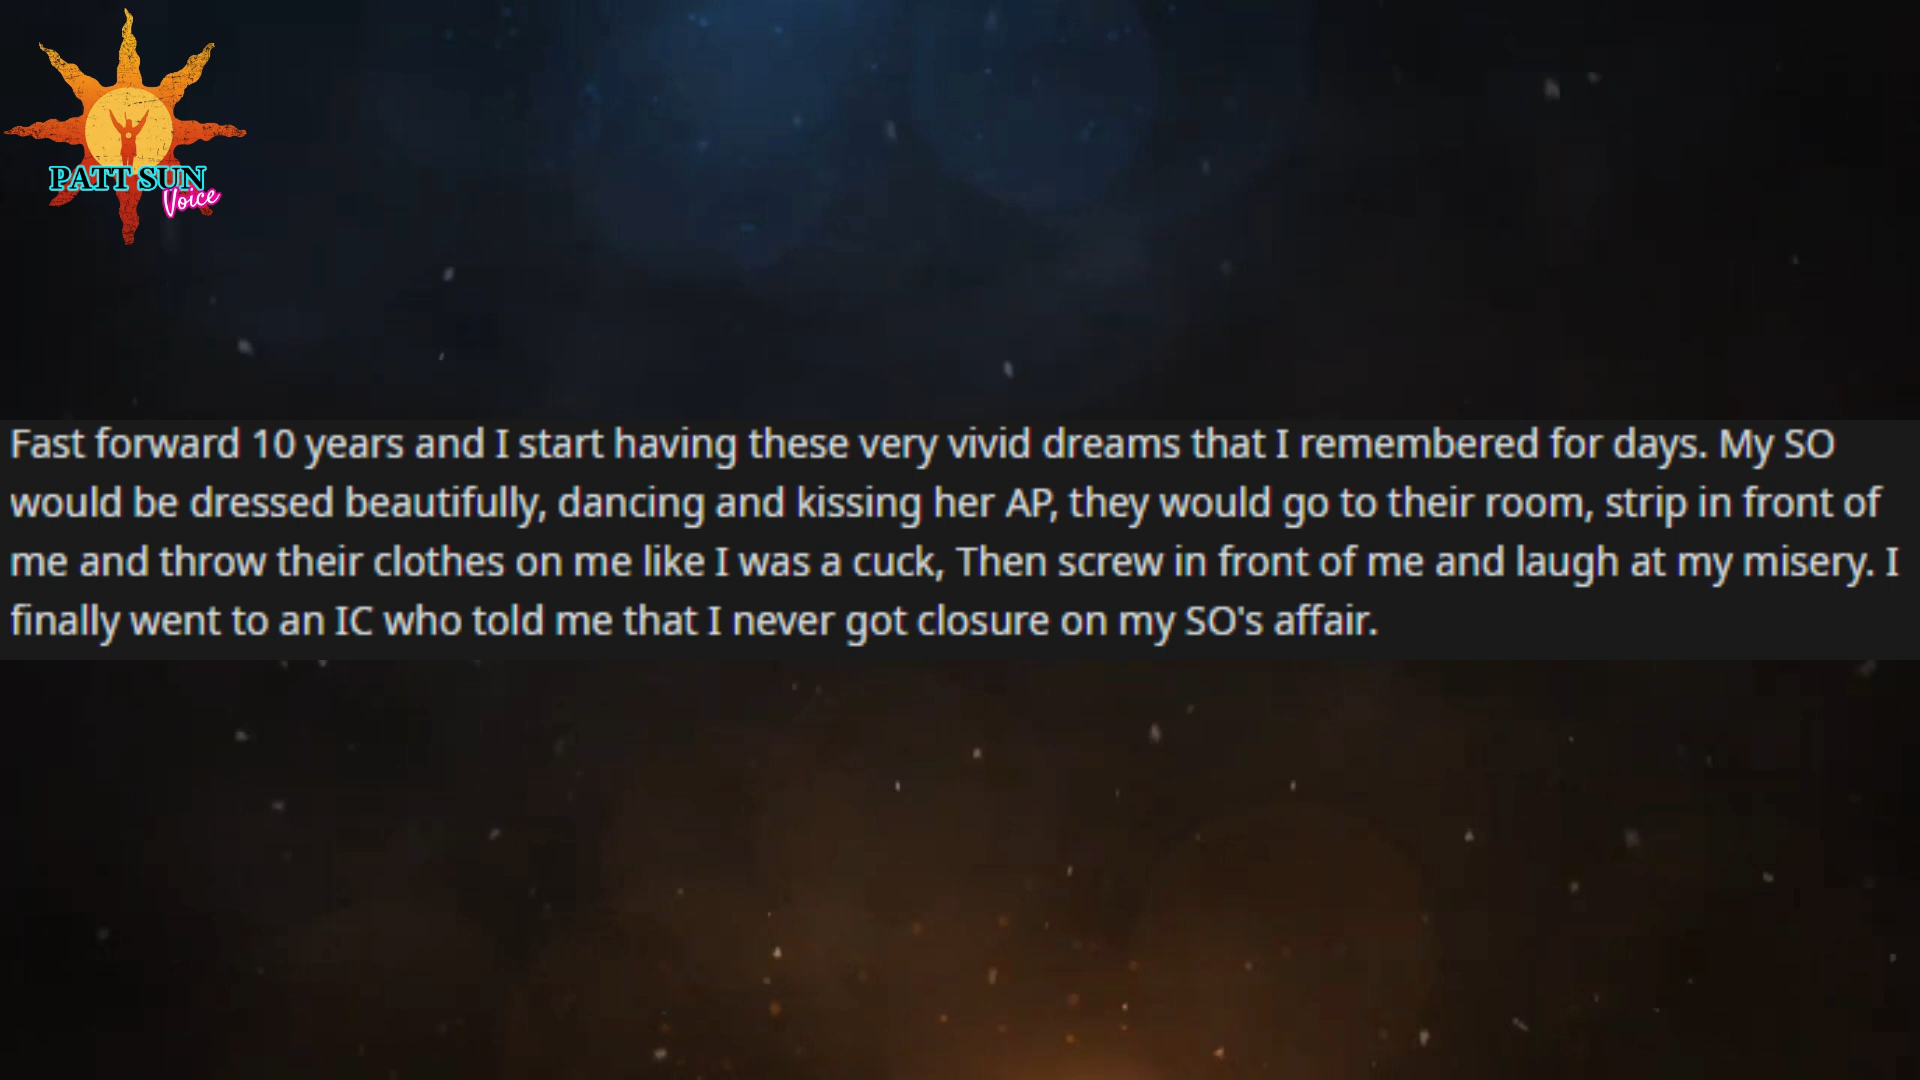 PATT SUN
Voice
Fast forward 10 years and I start having these very vivid dreams that I remembered for days. My SO
would be dressed beautifully, dancing and kissing her AP, they would go to their room, strip in front of
me and throw their clothes on me like I was a cuck, Then screw in front of me and laugh at my misery. I
finally went to an IC who told me that I never got closure on my SO's affair.